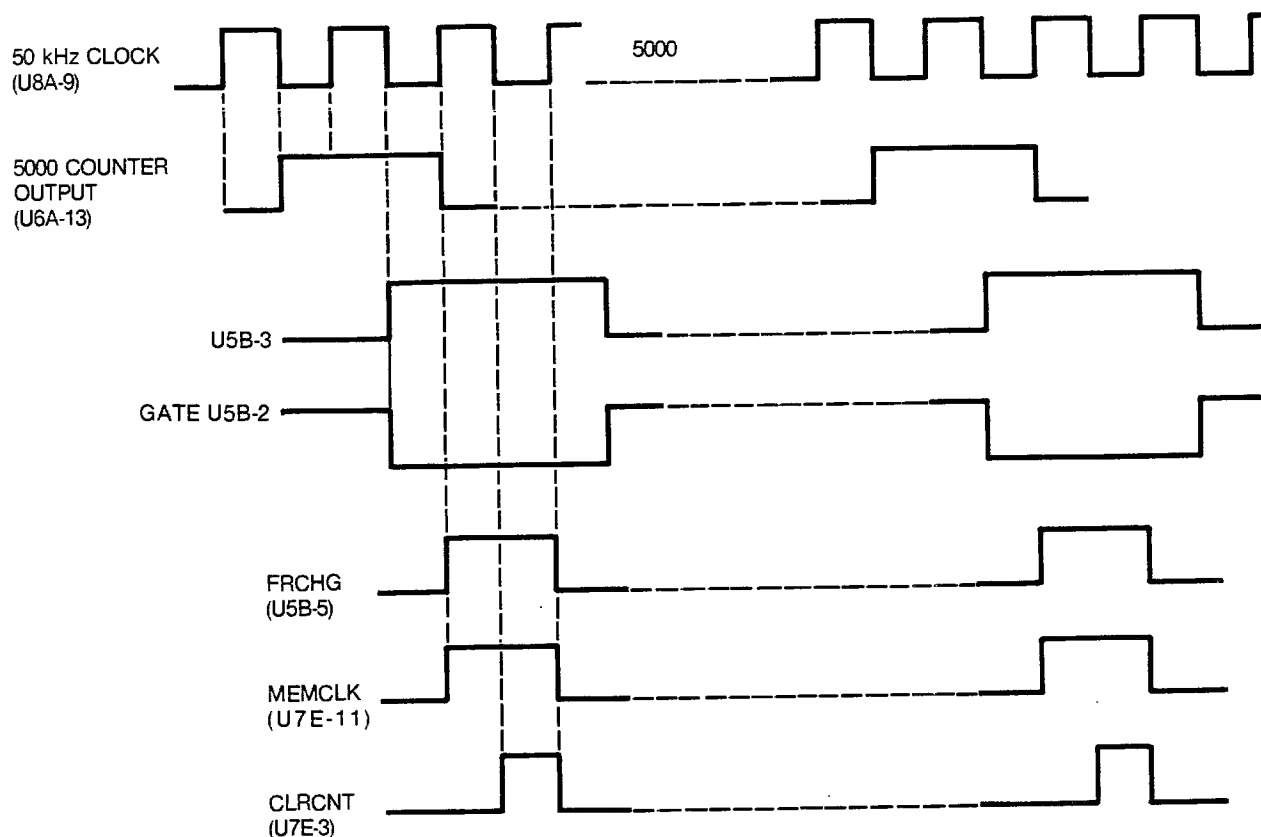 50 kHz CLOCK
(U8A-9)
5000
5000 COUNTER
OUTPUT
(U6A-13)
U5B-3
GATE U5B-2
FRCHG
(U5B-5)
MEMCLK
(U7E-11)
CLRCNT
(U7E-3)